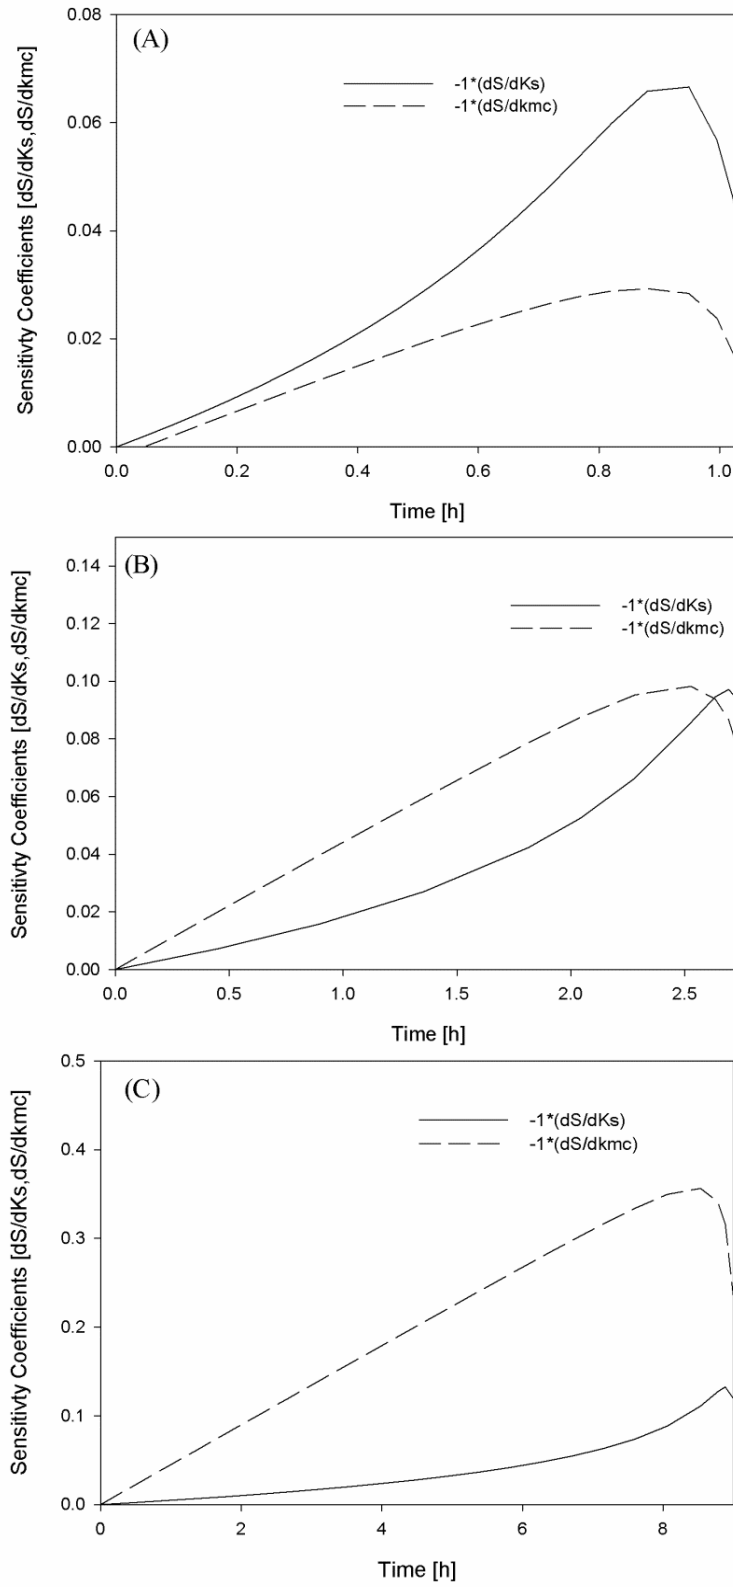 (A)
Sensitivty Coefficients [dS/dKs,dS/dkmc]
0.08
0.06
0.04
0.02
0.00
-1*(dS/dKs)
-1*(dS/dkmc)
0.0 0.2 0.4 0.6 0.8 1.0
Time [h]
(B)
Sensitivty Coefficients [dS/dKs,dS/dkmc]
0.14
0.12
0.10
0.08
0.06
0.04
0.02
0.00
-1*(dS/dKs)
-1*(dS/dkmc)
0.0 0.5 1.0 1.5 2.0 2.5
Time [h]
(C)
Sensitivty Coefficients [dS/dKs,dS/dkmc]
0.5
0.4
0.3
0.2
0.1
0.0
-1*(dS/dKs)
-1*(dS/dkmc)
0 2 4 6 8
Time [h]